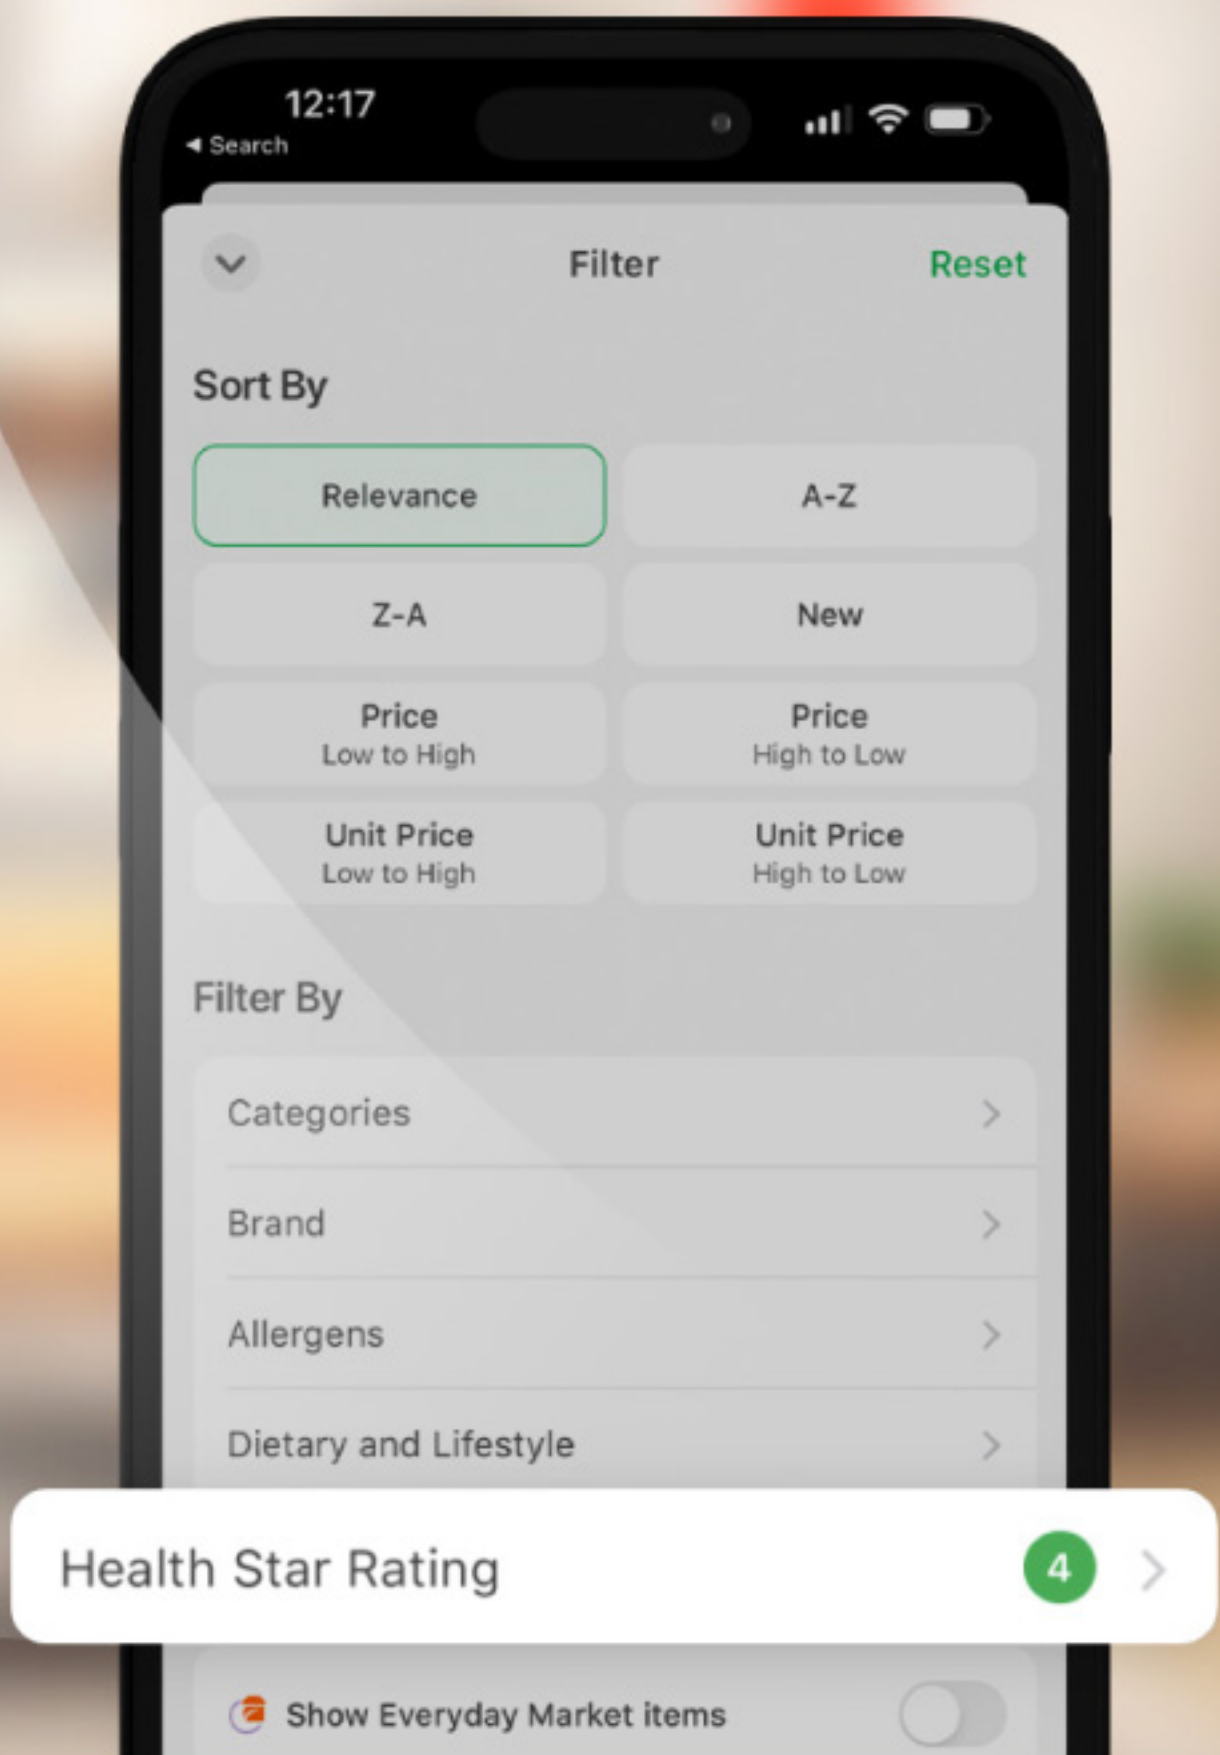 12:17
Search
Filter
Reset
Sort By
Relevance
A-Z
Z-A
New
Price
Low to High
Price
High to Low
Unit Price
Low to High
Unit Price
High to Low
Filter By
Categories
Brand
Allergens
Dietary and Lifestyle
Health Star Rating
4
Show Everyday Market items